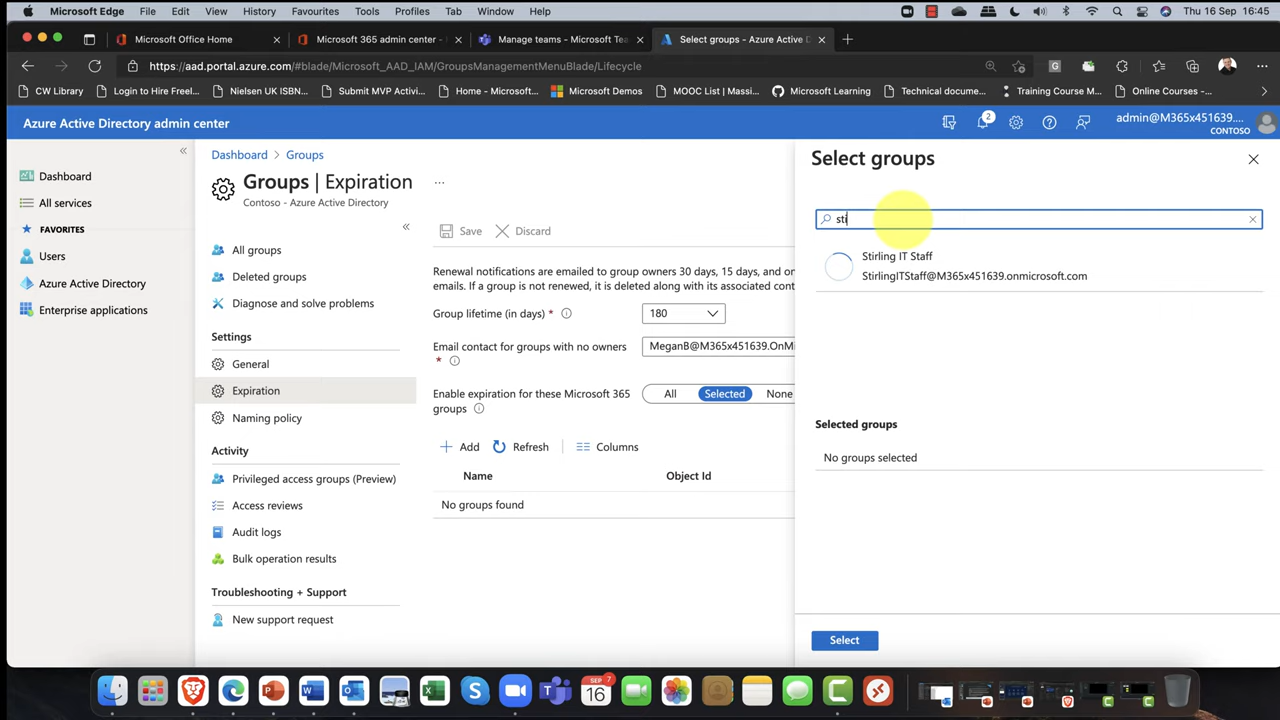 Microsoft Edge File Edit View History Favourites Tools Profiles Tab Window Help Thu 16 Sep 16:45
Microsoft Office Home Microsoft 365 admin center - Manage teams - Microsoft Tea Select groups - Azure Active D
https://aad.portal.azure.com/#blade/Microsoft_AAD_IAM/GroupsManagementMenuBlade/Lifecycle
CW Library Login to Hire Freel... Nielsen UK ISBN... Submit MVP Activi... Home - Microsoft... Microsoft Demos MOOC List | Massi... Microsoft Learning Technical docume... Training Course M... Online Courses -...
Azure Active Directory admin center
2
admin@M365x451639....
CONTOSO
Dashboard
All services
FAVORITES
Users
Azure Active Directory
Enterprise applications
Dashboard > Groups
Groups | Expiration ...
Contoso - Azure Active Directory
All groups
Deleted groups
Diagnose and solve problems
Settings
General
Expiration
Naming policy
Activity
Privileged access groups (Preview)
Access reviews
Audit logs
Bulk operation results
Troubleshooting + Support
New support request
Save Discard
Renewal notifications are emailed to group owners 30 days, 15 days, and on
emails. If a group is not renewed, it is deleted along with its associated cont
Group lifetime (in days) * 180
Email contact for groups with no owners MeganB@M365x451639.OnMi
*
Enable expiration for these Microsoft 365 All Selected None
groups
Add Refresh Columns
Name Object Id
No groups found
Select groups
sti
Stirling IT Staff
StirlingITStaff@M365x451639.onmicrosoft.com
Selected groups
No groups selected
Select
SEP 7
16